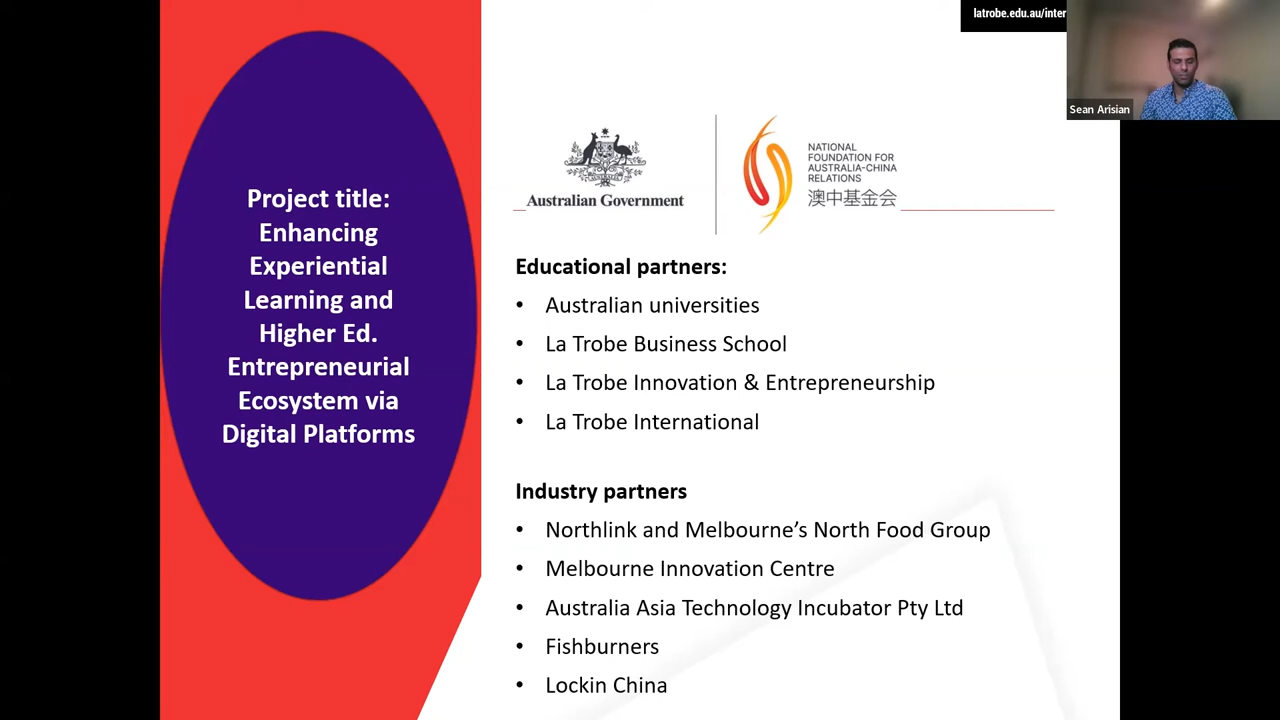 latrobe.edu.au/inter
Sean Arisian
Project title:
Enhancing
Experiential
Learning and
Higher Ed.
Entrepreneurial
Ecosystem via
Digital Platforms
Australian Government
NATIONAL
FOUNDATION FOR
AUSTRALIA-CHINA
RELATIONS
澳中基金会
Educational partners:
• Australian universities
• La Trobe Business School
• La Trobe Innovation & Entrepreneurship
• La Trobe International
Industry partners
• Northlink and Melbourne’s North Food Group
• Melbourne Innovation Centre
• Australia Asia Technology Incubator Pty Ltd
• Fishburners
• Lockin China